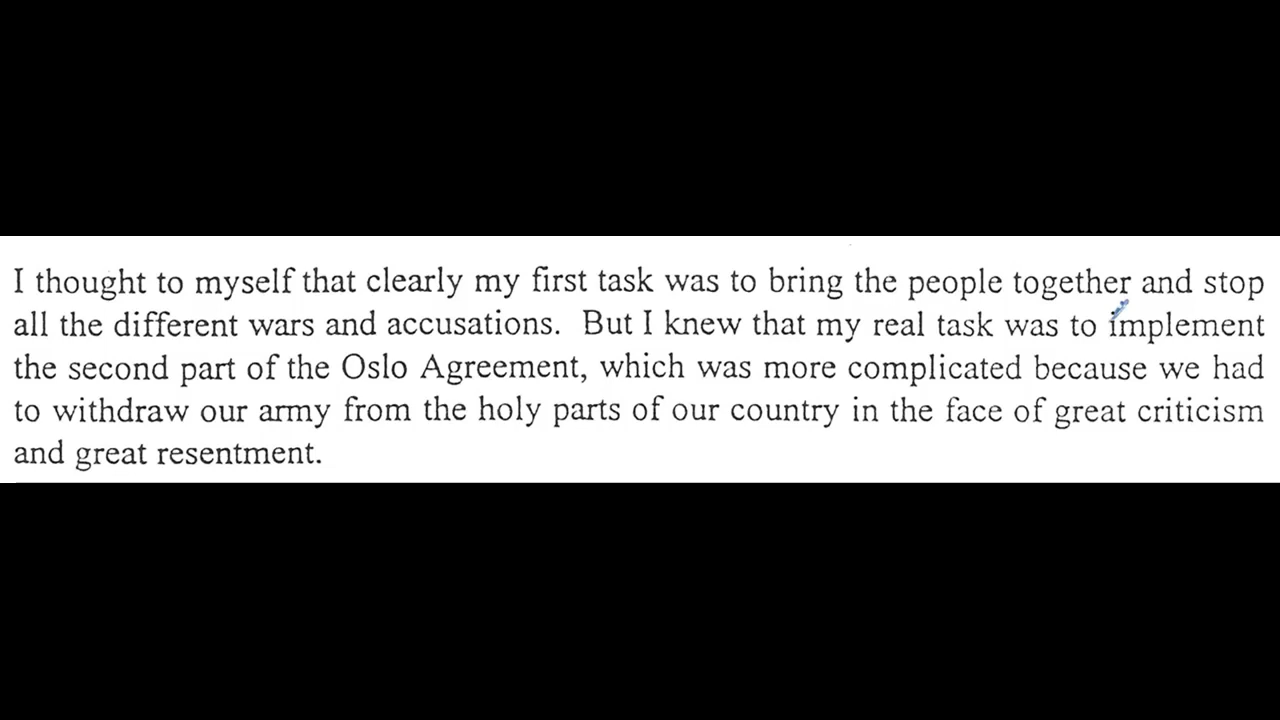 I thought to myself that clearly my first task was to bring the people together and stop
all the different wars and accusations.  But I knew that my real task was to implement
the second part of the Oslo Agreement, which was more complicated because we had
to withdraw our army from the holy parts of our country in the face of great criticism
and great resentment.